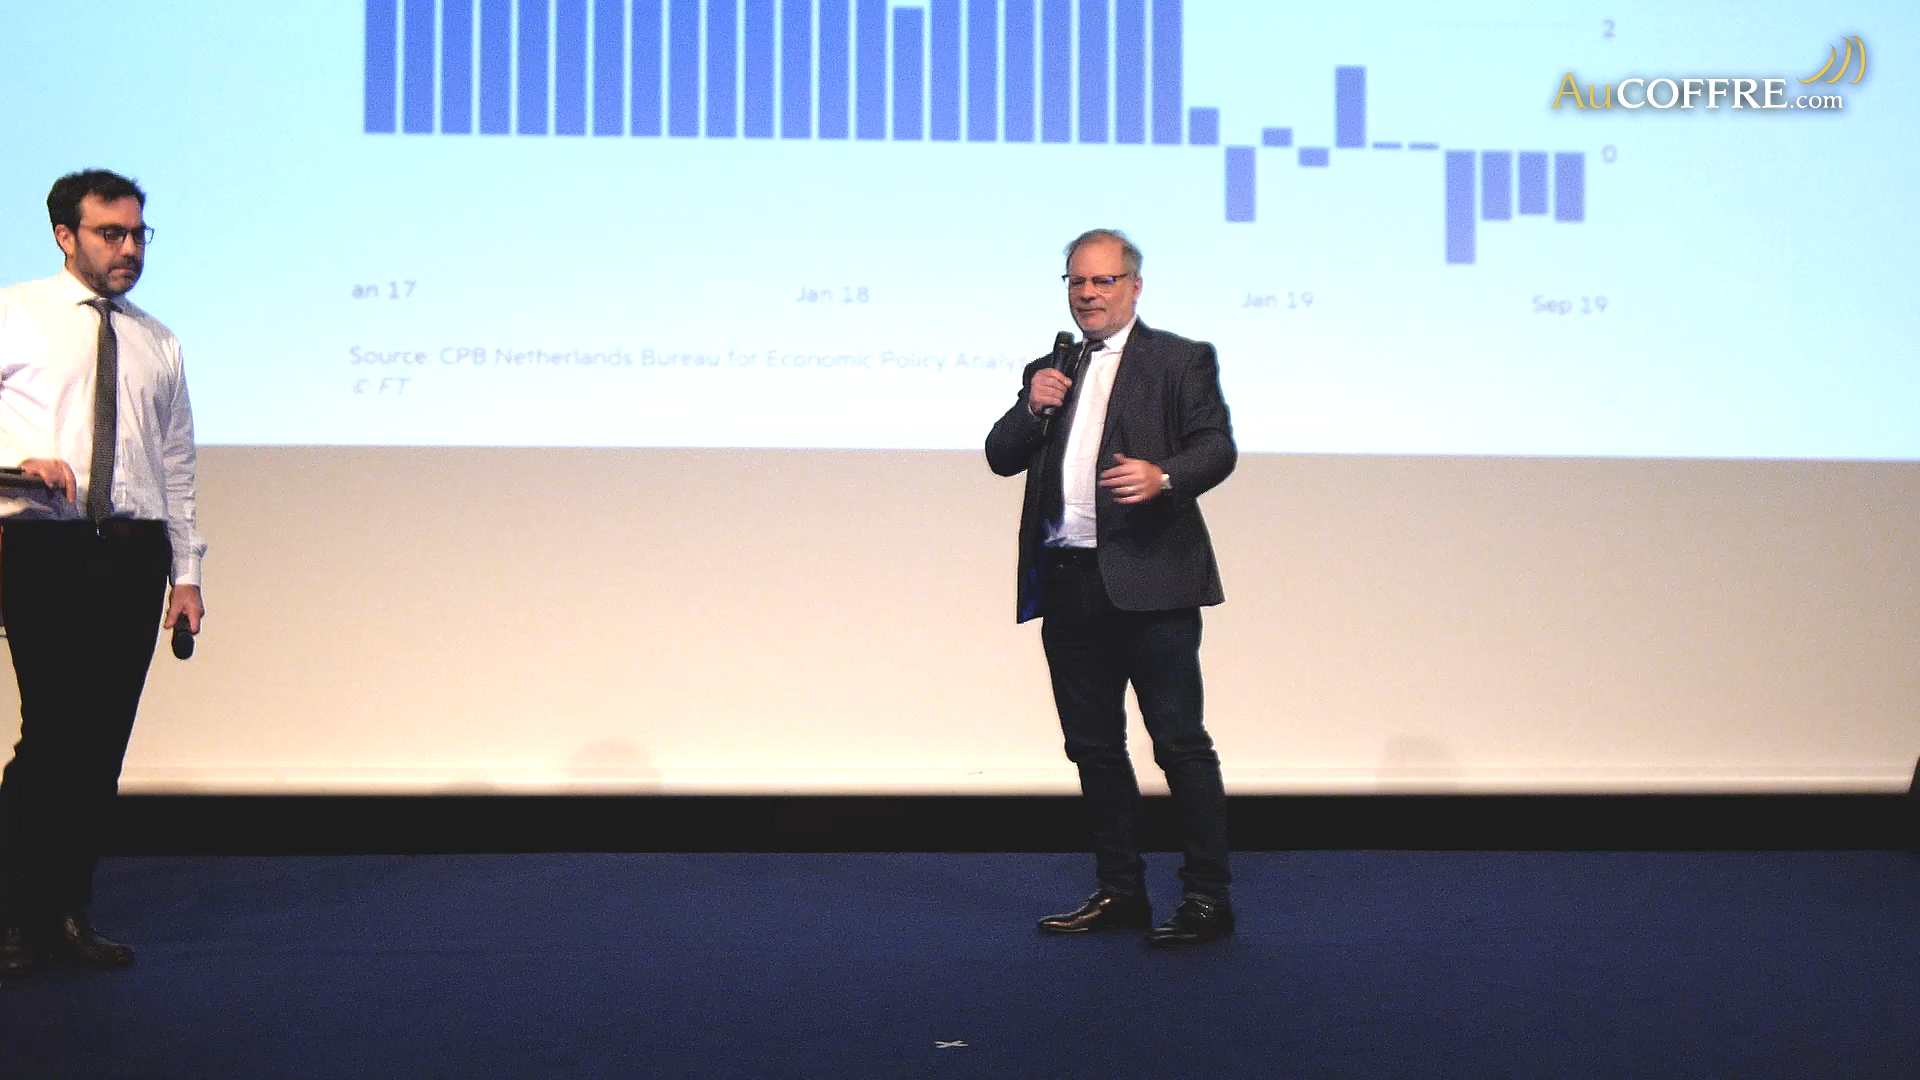 2
AuCOFFRE.com
0
an 17
Jan 18
Jan 19
Sep 19
Source: CPB Netherlands Bureau for Economic Policy Analys
© FT